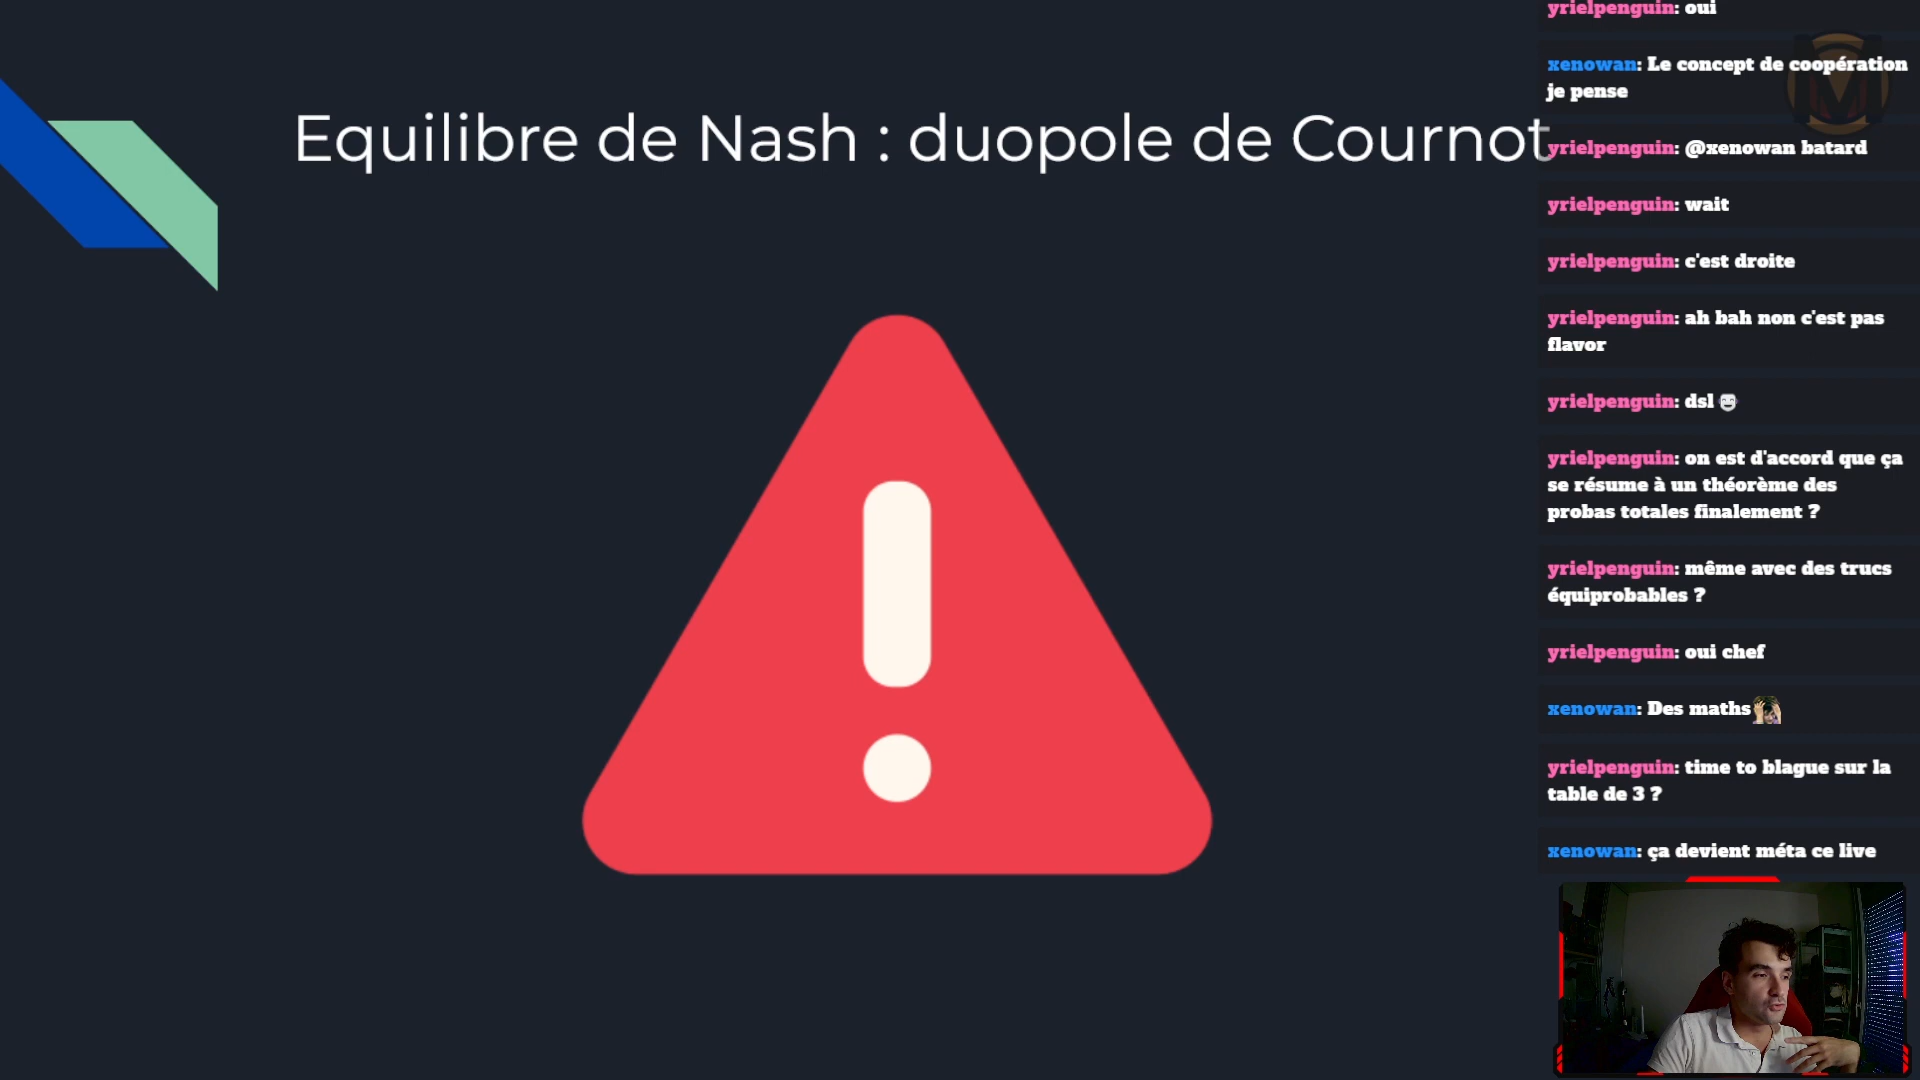 Equilibre de Nash : duopole de Cournot
yrielpenguin: oui
xenowan: Le concept de coopération
je pense
yrielpenguin: @xenowan batard
yrielpenguin: wait
yrielpenguin: c'est droite
yrielpenguin: ah bah non c'est pas
flavor
yrielpenguin: dsl
yrielpenguin: on est d'accord que ça
se résume à un théorème des
probas totales finalement ?
yrielpenguin: même avec des trucs
équiprobables ?
yrielpenguin: oui chef
xenowan: Des maths
yrielpenguin: time to blague sur la
table de 3 ?
xenowan: ça devient méta ce live